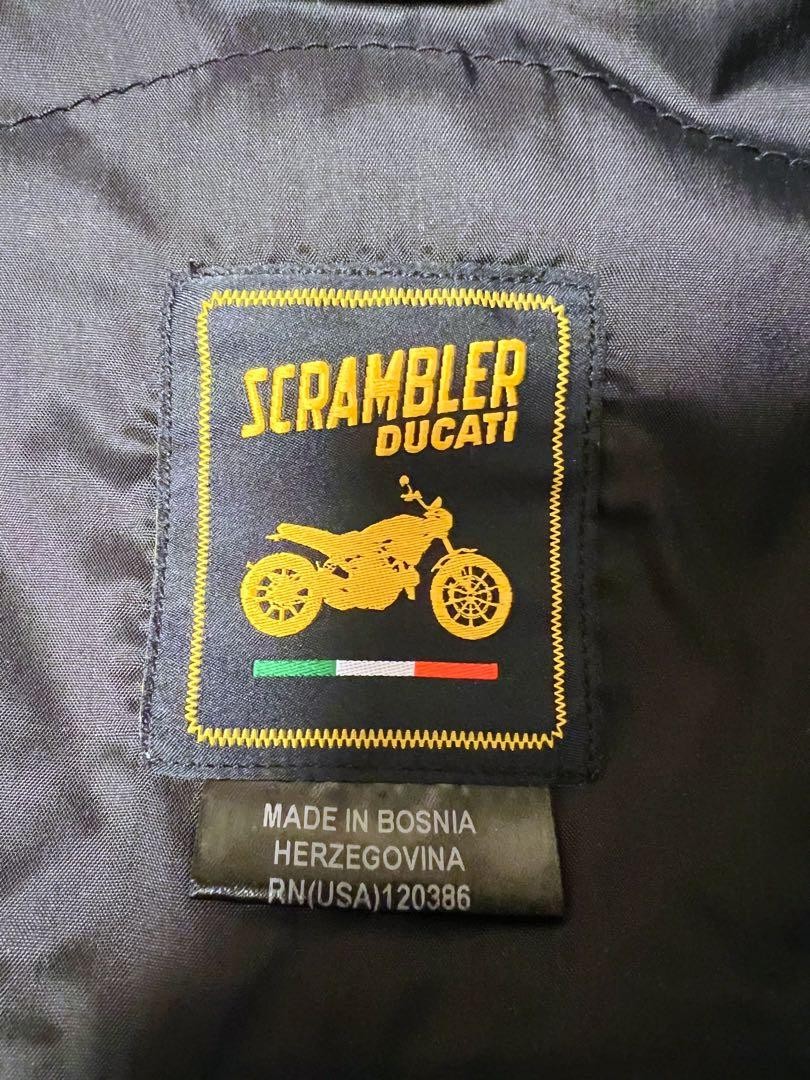 SCRAMBLER
DUCATI
MADE IN BOSNIA
HERZEGOVINA
RN(USA)120386